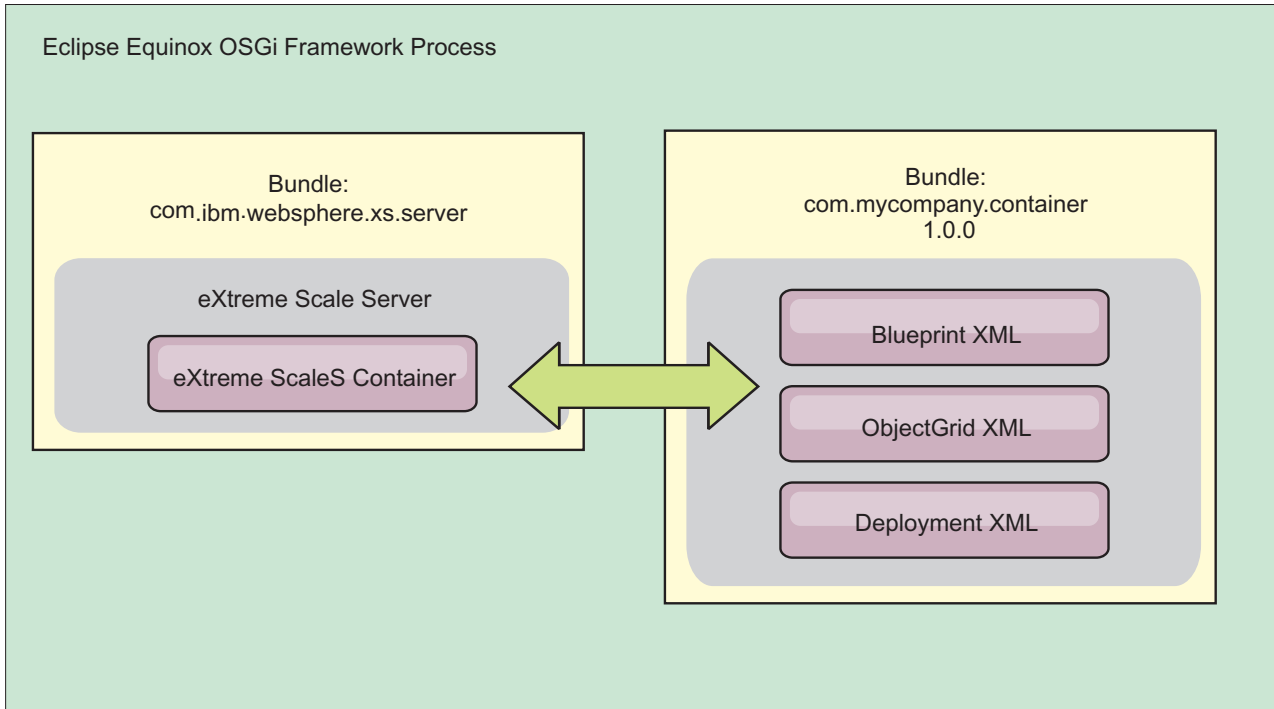 Eclipse Equinox OSGi Framework Process
Bundle:
com.ibm.websphere.xs.server
eXtreme Scale Server
eXtreme ScaleS Container
Bundle:
com.mycompany.container
1.0.0
Blueprint XML
ObjectGrid XML
Deployment XML